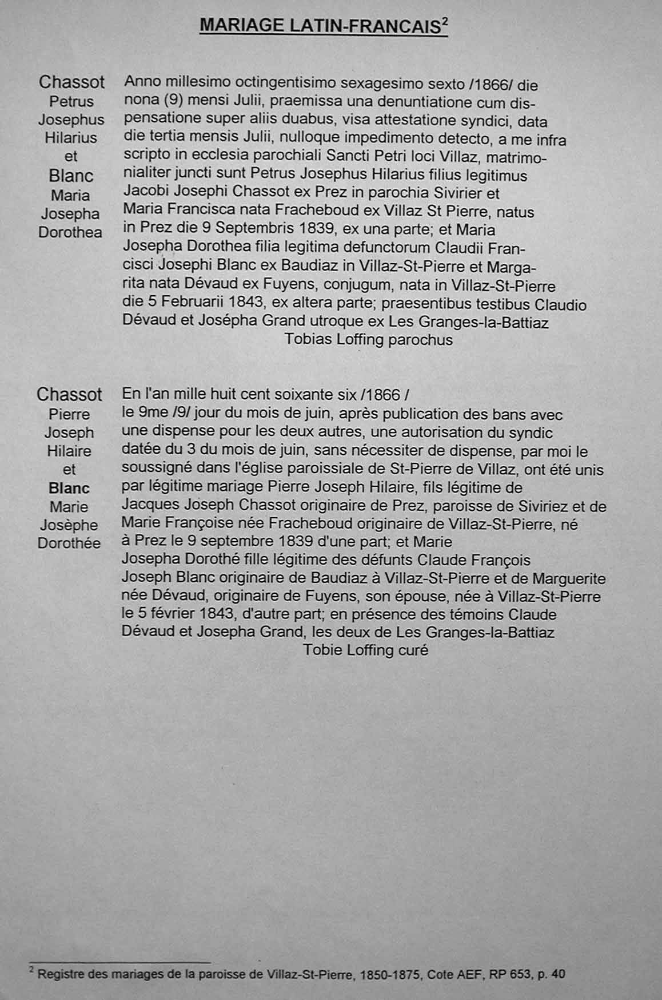 MARIAGE LATIN-FRANCAIS²
Chassot
Petrus
Josephus
Hilarius
et
Blanc
Maria
Josepha
Dorothea
Anno millesimo octingentisimo sexagesimo sexto /1866/ die
nona (9) mensi Julii, praemissa una denuntiatione cum dis-
pensatione super aliis duabus, visa attestatione syndici, data
die tertia mensis Julii, nulloque impedimento detecto, a me infra
scripto in ecclesia parochiali Sancti Petri loci Villaz, matrimo-
nialiter juncti sunt Petrus Josephus Hilarius filius legitimus
Jacobi Josephi Chassot ex Prez in parochia Sivirier et
Maria Francisca nata Fracheboud ex Villaz St Pierre, natus
in Prez die 9 Septembris 1839, ex una parte; et Maria
Josepha Dorothea filia legitima defunctorum Claudii Fran-
cisci Josephi Blanc ex Baudiaz in Villaz-St-Pierre et Marga-
rita nata Dévaud ex Fuyens, conjugum, nata in Villaz-St-Pierre
die 5 Februarii 1843, ex altera parte; praesentibus testibus Claudio
Dévaud et Josépha Grand utroque ex Les Granges-la-Battiaz
Tobias Loffing parochus
Chassot
Pierre
Joseph
Hilaire
et
Blanc
Marie
Josèphe
Dorothée
En l'an mille huit cent soixante six /1866 /
le 9me /9/ jour du mois de juin, après publication des bans avec
une dispense pour les deux autres, une autorisation du syndic
datée du 3 du mois de juin, sans nécessiter de dispense, par moi le
soussigné dans l'église paroissiale de St-Pierre de Villaz, ont été unis
par légitime mariage Pierre Joseph Hilaire, fils légitime de
Jacques Joseph Chassot originaire de Prez, paroisse de Siviriez et de
Marie Françoise née Fracheboud originaire de Villaz-St-Pierre, né
à Prez le 9 septembre 1839 d'une part; et Marie
Josepha Dorothé fille légitime des défunts Claude François
Joseph Blanc originaire de Baudiaz à Villaz-St-Pierre et de Marguerite
née Dévaud, originaire de Fuyens, son épouse, née à Villaz-St-Pierre
le 5 février 1843, d'autre part; en présence des témoins Claude
Dévaud et Josepha Grand, les deux de Les Granges-la-Battiaz
Tobie Loffing curé
² Registre des mariages de la paroisse de Villaz-St-Pierre, 1850-1875, Cote AEF, RP 653, p. 40